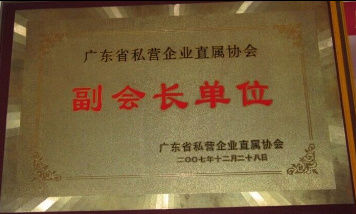 广东省私营企业直属协会
副会长单位
广东省私营企业直属协会
二〇〇七年十二月二十八日